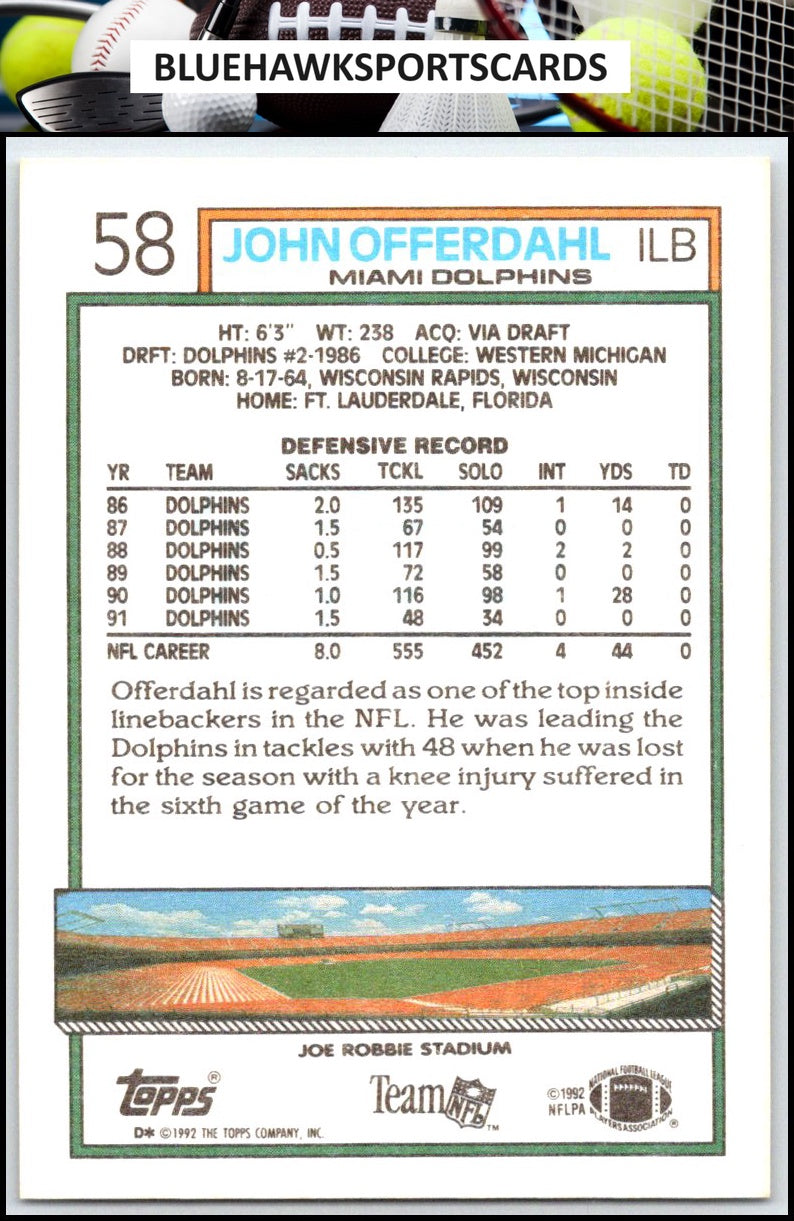 BLUEHAWKSPORTSCARDS
58 JOHN OFFERDAHL ILB
MIAMI DOLPHINS
HT: 6'3" WT: 238 ACQ: VIA DRAFT
DRFT: DOLPHINS #2-1986 COLLEGE: WESTERN MICHIGAN
BORN: 8-17-64, WISCONSIN RAPIDS, WISCONSIN
HOME: FT. LAUDERDALE, FLORIDA
DEFENSIVE RECORD
YR TEAM SACKS TCKL SOLO INT YDS TD
86 DOLPHINS 2.0 135 109 1 14 0
87 DOLPHINS 1.5 67 54 0 0 0
88 DOLPHINS 0.5 117 99 2 2 0
89 DOLPHINS 1.5 72 58 0 0 0
90 DOLPHINS 1.0 116 98 1 28 0
91 DOLPHINS 1.5 48 34 0 0 0
NFL CAREER 8.0 555 452 4 44 0
Offerdahl is regarded as one of the top inside
linebackers in the NFL. He was leading the
Dolphins in tackles with 48 when he was lost
for the season with a knee injury suffered in
the sixth game of the year.
JOE ROBBIE STADIUM
TOPPS®
Team NFL™
©1992
NFLPA
NATIONAL FOOTBALL LEAGUE
PLAYERS ASSOCIATION®
D* ©1992 THE TOPPS COMPANY, INC.